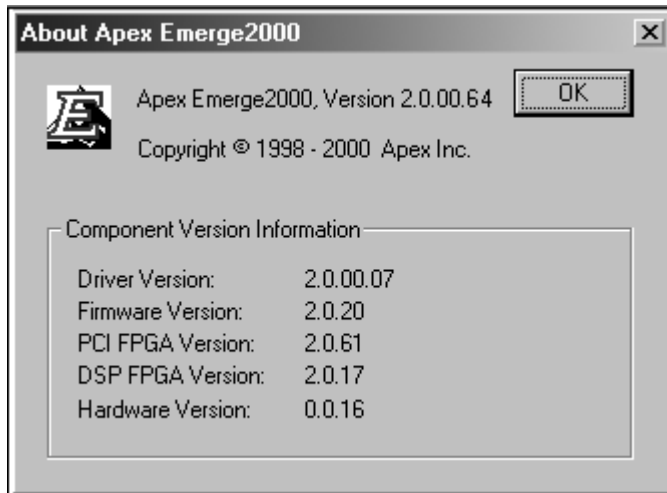 About Apex Emerge2000
Apex Emerge2000, Version 2.0.00.64
OK
Copyright © 1998 - 2000 Apex Inc.
Component Version Information
Driver Version: 2.0.00.07
Firmware Version: 2.0.20
PCI FPGA Version: 2.0.61
DSP FPGA Version: 2.0.17
Hardware Version: 0.0.16